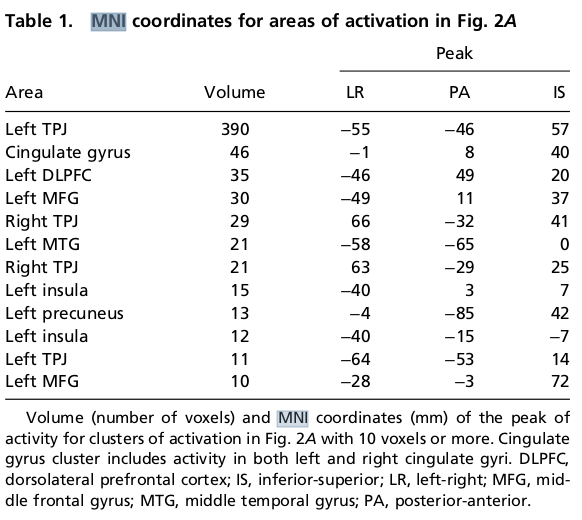 Table 1. MNI coordinates for areas of activation in Fig. 2A
Peak
Area Volume LR PA IS
Left TPJ 390 −55 −46 57
Cingulate gyrus 46 −1 8 40
Left DLPFC 35 −46 49 20
Left MFG 30 −49 11 37
Right TPJ 29 66 −32 41
Left MTG 21 −58 −65 0
Right TPJ 21 63 −29 25
Left insula 15 −40 3 7
Left precuneus 13 −4 −85 42
Left insula 12 −40 −15 −7
Left TPJ 11 −64 −53 14
Left MFG 10 −28 −3 72
Volume (number of voxels) and MNI coordinates (mm) of the peak of
activity for clusters of activation in Fig. 2A with 10 voxels or more. Cingulate
gyrus cluster includes activity in both left and right cingulate gyri. DLPFC,
dorsolateral prefrontal cortex; IS, inferior-superior; LR, left-right; MFG, mid-
dle frontal gyrus; MTG, middle temporal gyrus; PA, posterior-anterior.